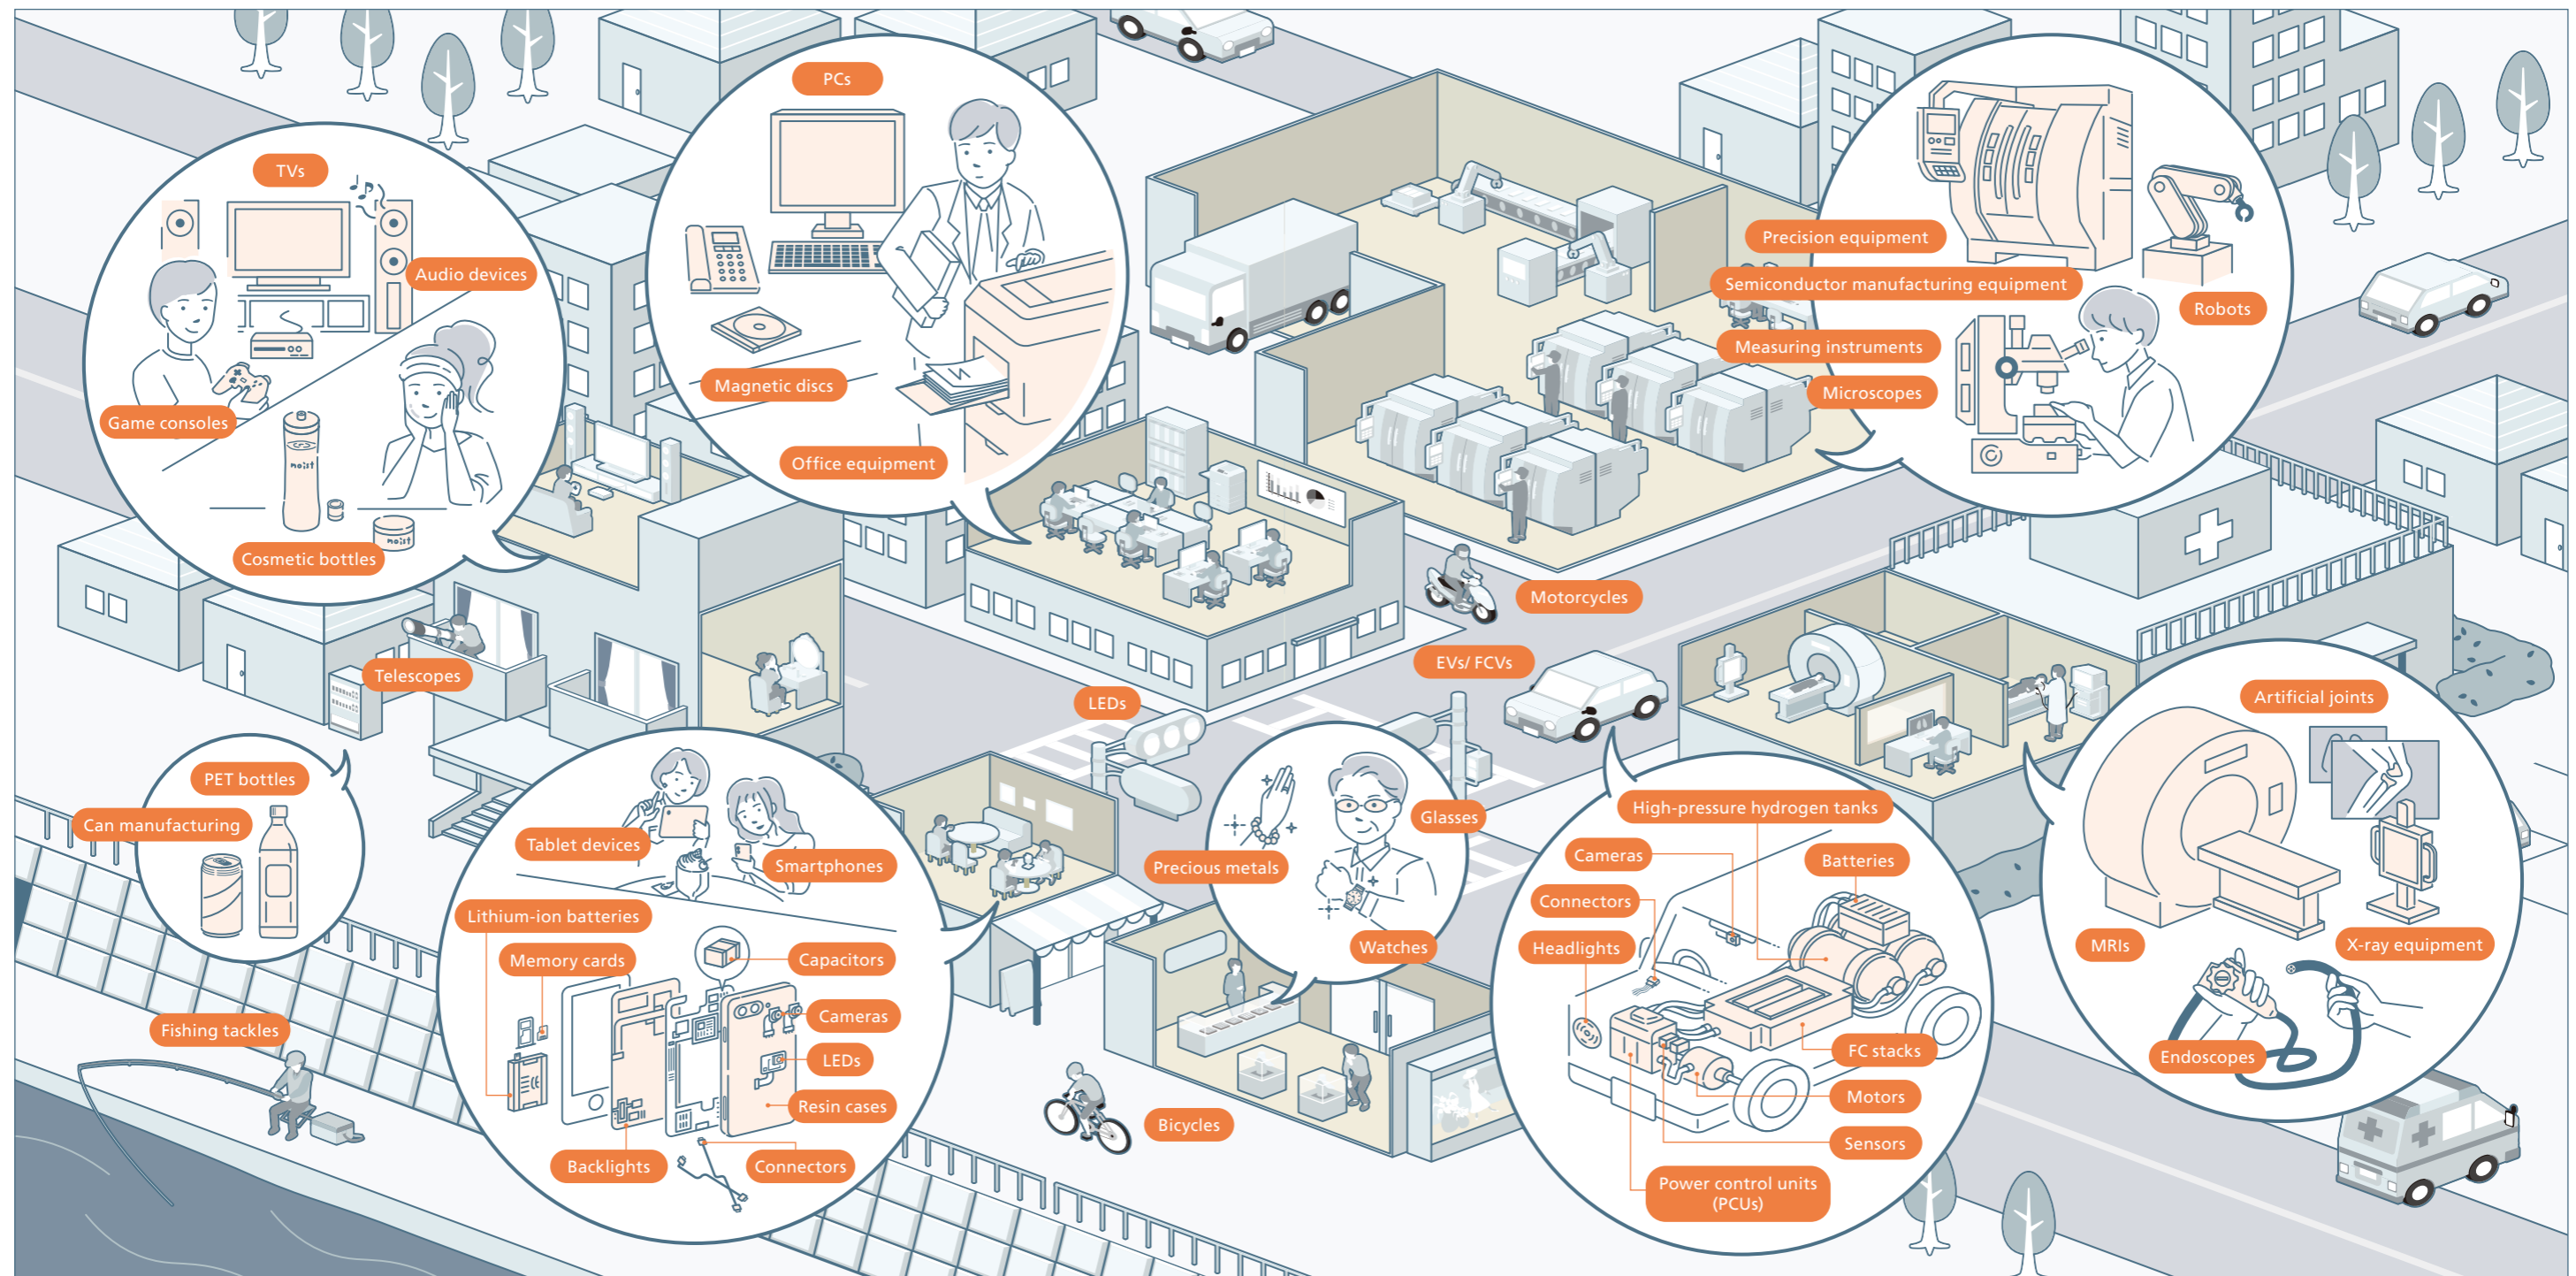 PCs
TVs
Audio devices
Game consoles
moist
moist
Cosmetic bottles
Magnetic discs
Office equipment
Precision equipment
Semiconductor manufacturing equipment
Robots
Measuring instruments
Microscopes
Motorcycles
EVs/ FCVs
LEDs
Telescopes
PET bottles
Can manufacturing
Fishing tackles
Tablet devices
Smartphones
Lithium-ion batteries
Memory cards
Capacitors
Cameras
LEDs
Resin cases
Backlights
Connectors
Glasses
Precious metals
Watches
Bicycles
High-pressure hydrogen tanks
Cameras
Batteries
Connectors
Headlights
FC stacks
Motors
Sensors
Power control units
(PCUs)
Artificial joints
MRIs
X-ray equipment
Endoscopes